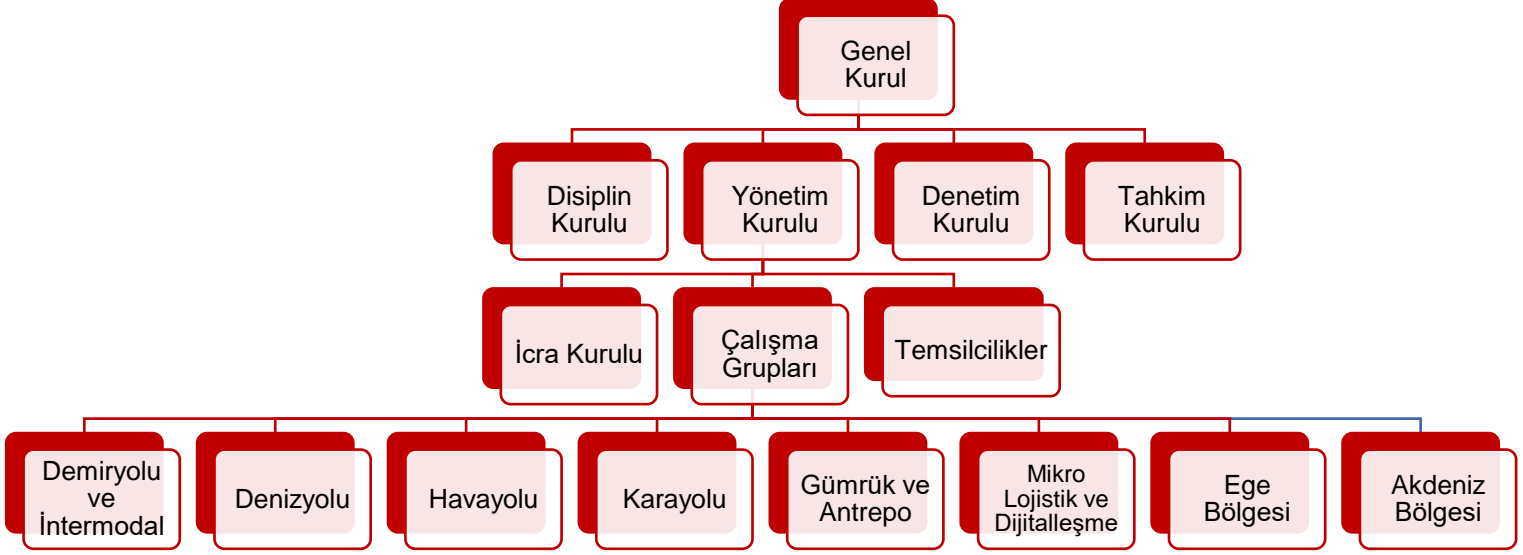 Genel
Kurul
Disiplin
Kurulu
Yönetim
Kurulu
Denetim
Kurulu
Tahkim
Kurulu
İcra Kurulu
Çalışma
Grupları
Temsilcilikler
Demiryolu
ve
İntermodal
Denizyolu
Havayolu
Karayolu
Gümrük ve
Antrepo
Mikro
Lojistik ve
Dijitalleşme
Ege
Bölgesi
Akdeniz
Bölgesi